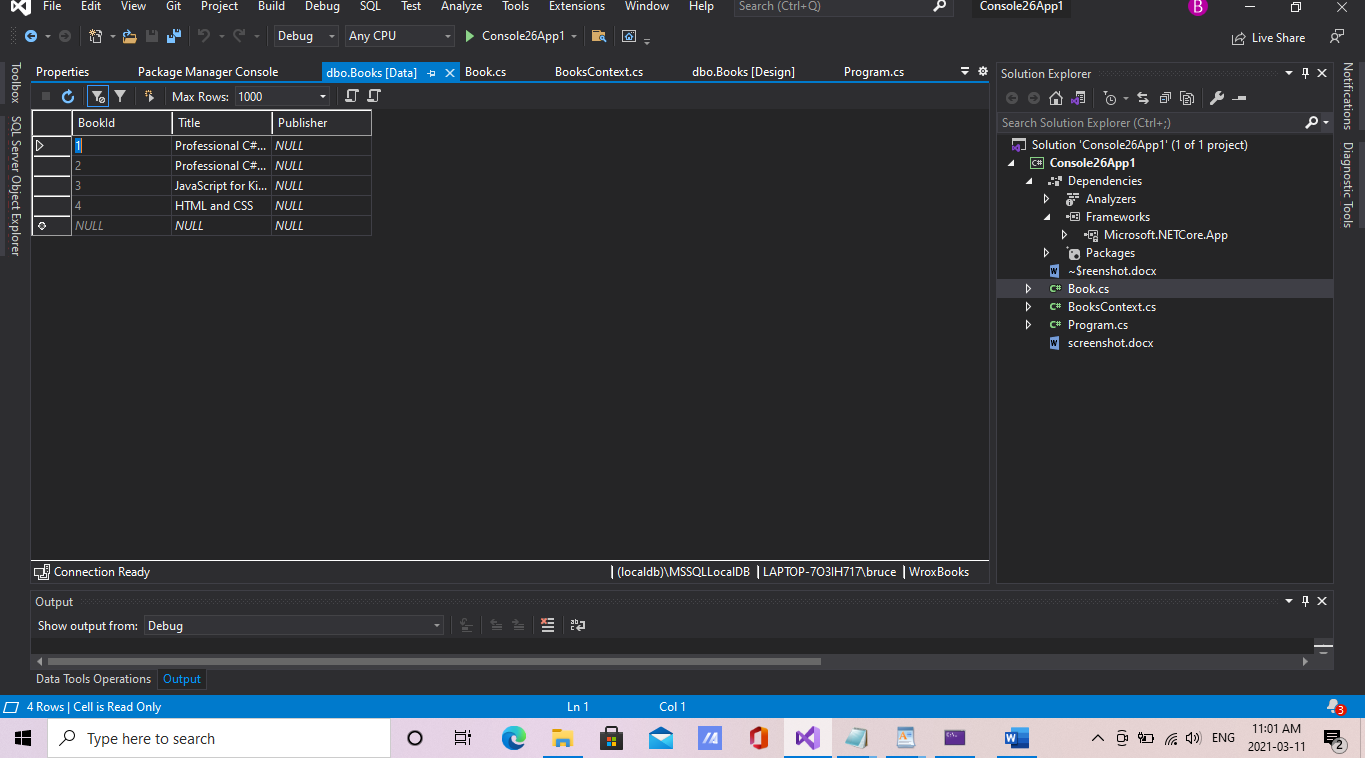 File Edit View Git Project Build Debug SQL Test Analyze Tools Extensions Window Help Search (Ctrl+Q) Console26App1 B
Debug Any CPU Console26App1 Live Share
Properties Package Manager Console dbo.Books [Data] Book.cs BooksContext.cs dbo.Books [Design] Program.cs
Max Rows: 1000
BookId Title Publisher
1 Professional C#... NULL
2 Professional C#... NULL
3 JavaScript for Ki... NULL
4 HTML and CSS NULL
NULL NULL NULL
Toolbox
SQL Server Object Explorer
Connection Ready (localdb)\MSSQLLocalDB LAPTOP-7O3IH717\bruce WroxBooks
Solution Explorer
Search Solution Explorer (Ctrl+;)
Solution 'Console26App1' (1 of 1 project)
C# Console26App1
Dependencies
Analyzers
Frameworks
Microsoft.NETCore.App
Packages
~$reenshot.docx
C# Book.cs
C# BooksContext.cs
C# Program.cs
screenshot.docx
Notifications
Diagnostic Tools
Output
Show output from: Debug
Data Tools Operations Output
4 Rows | Cell is Read Only Ln 1 Col 1 3
Type here to search ENG 11:01 AM
2021-03-11 2